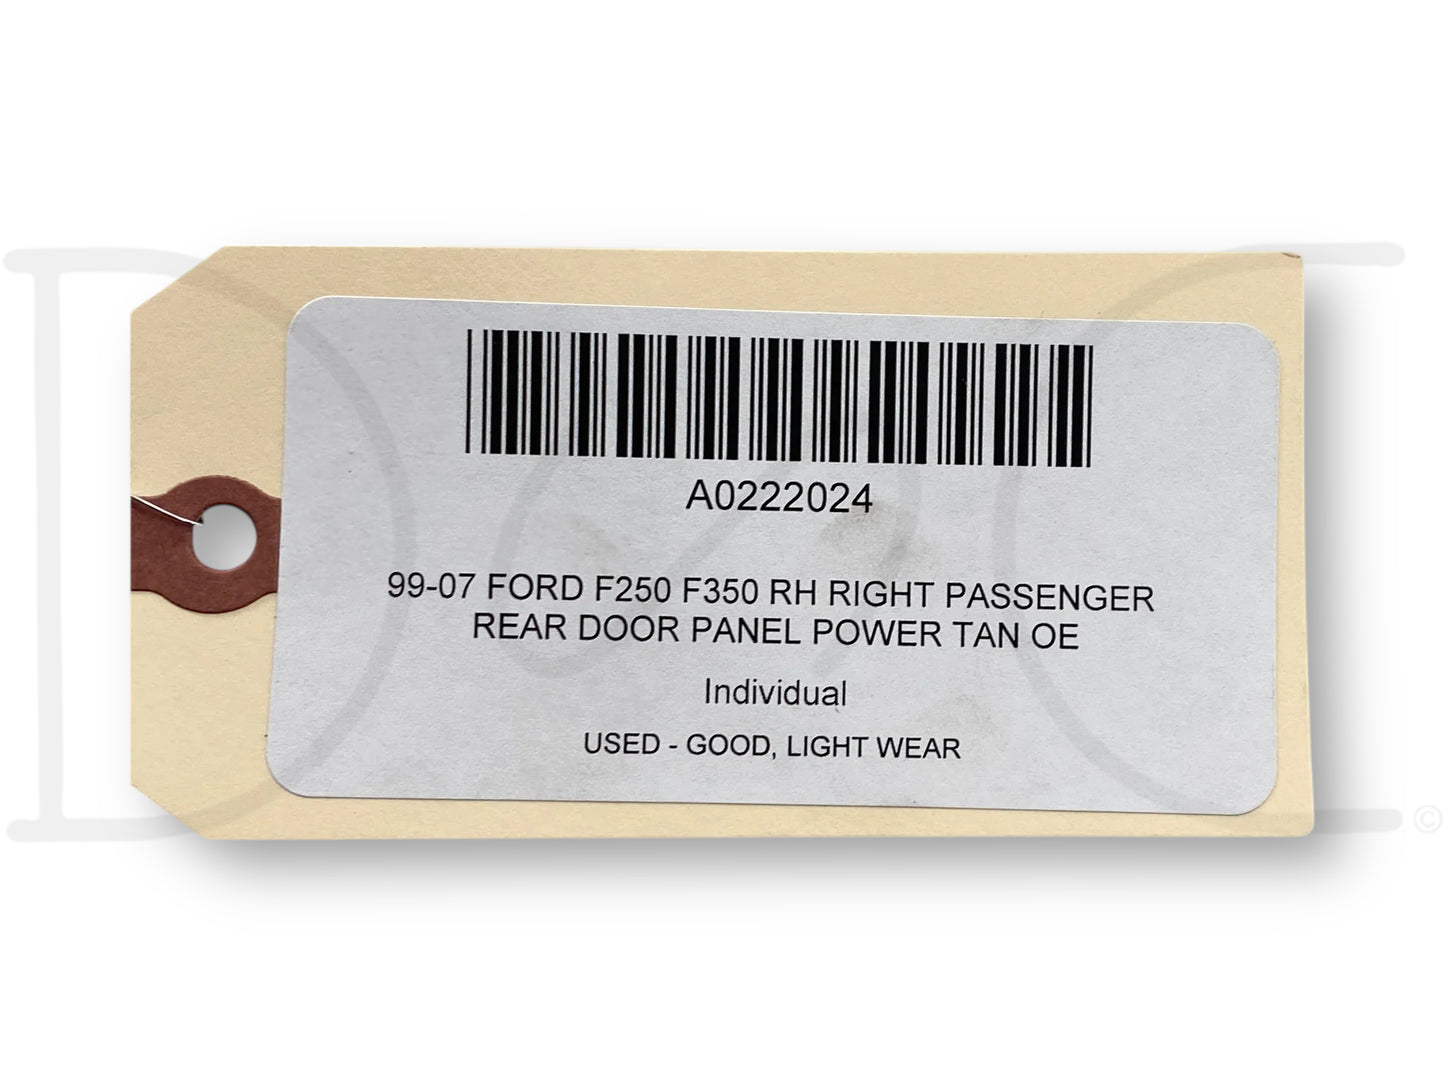 A0222024
99-07 FORD F250 F350 RH RIGHT PASSENGER
REAR DOOR PANEL POWER TAN OE
Individual
USED - GOOD, LIGHT WEAR
©